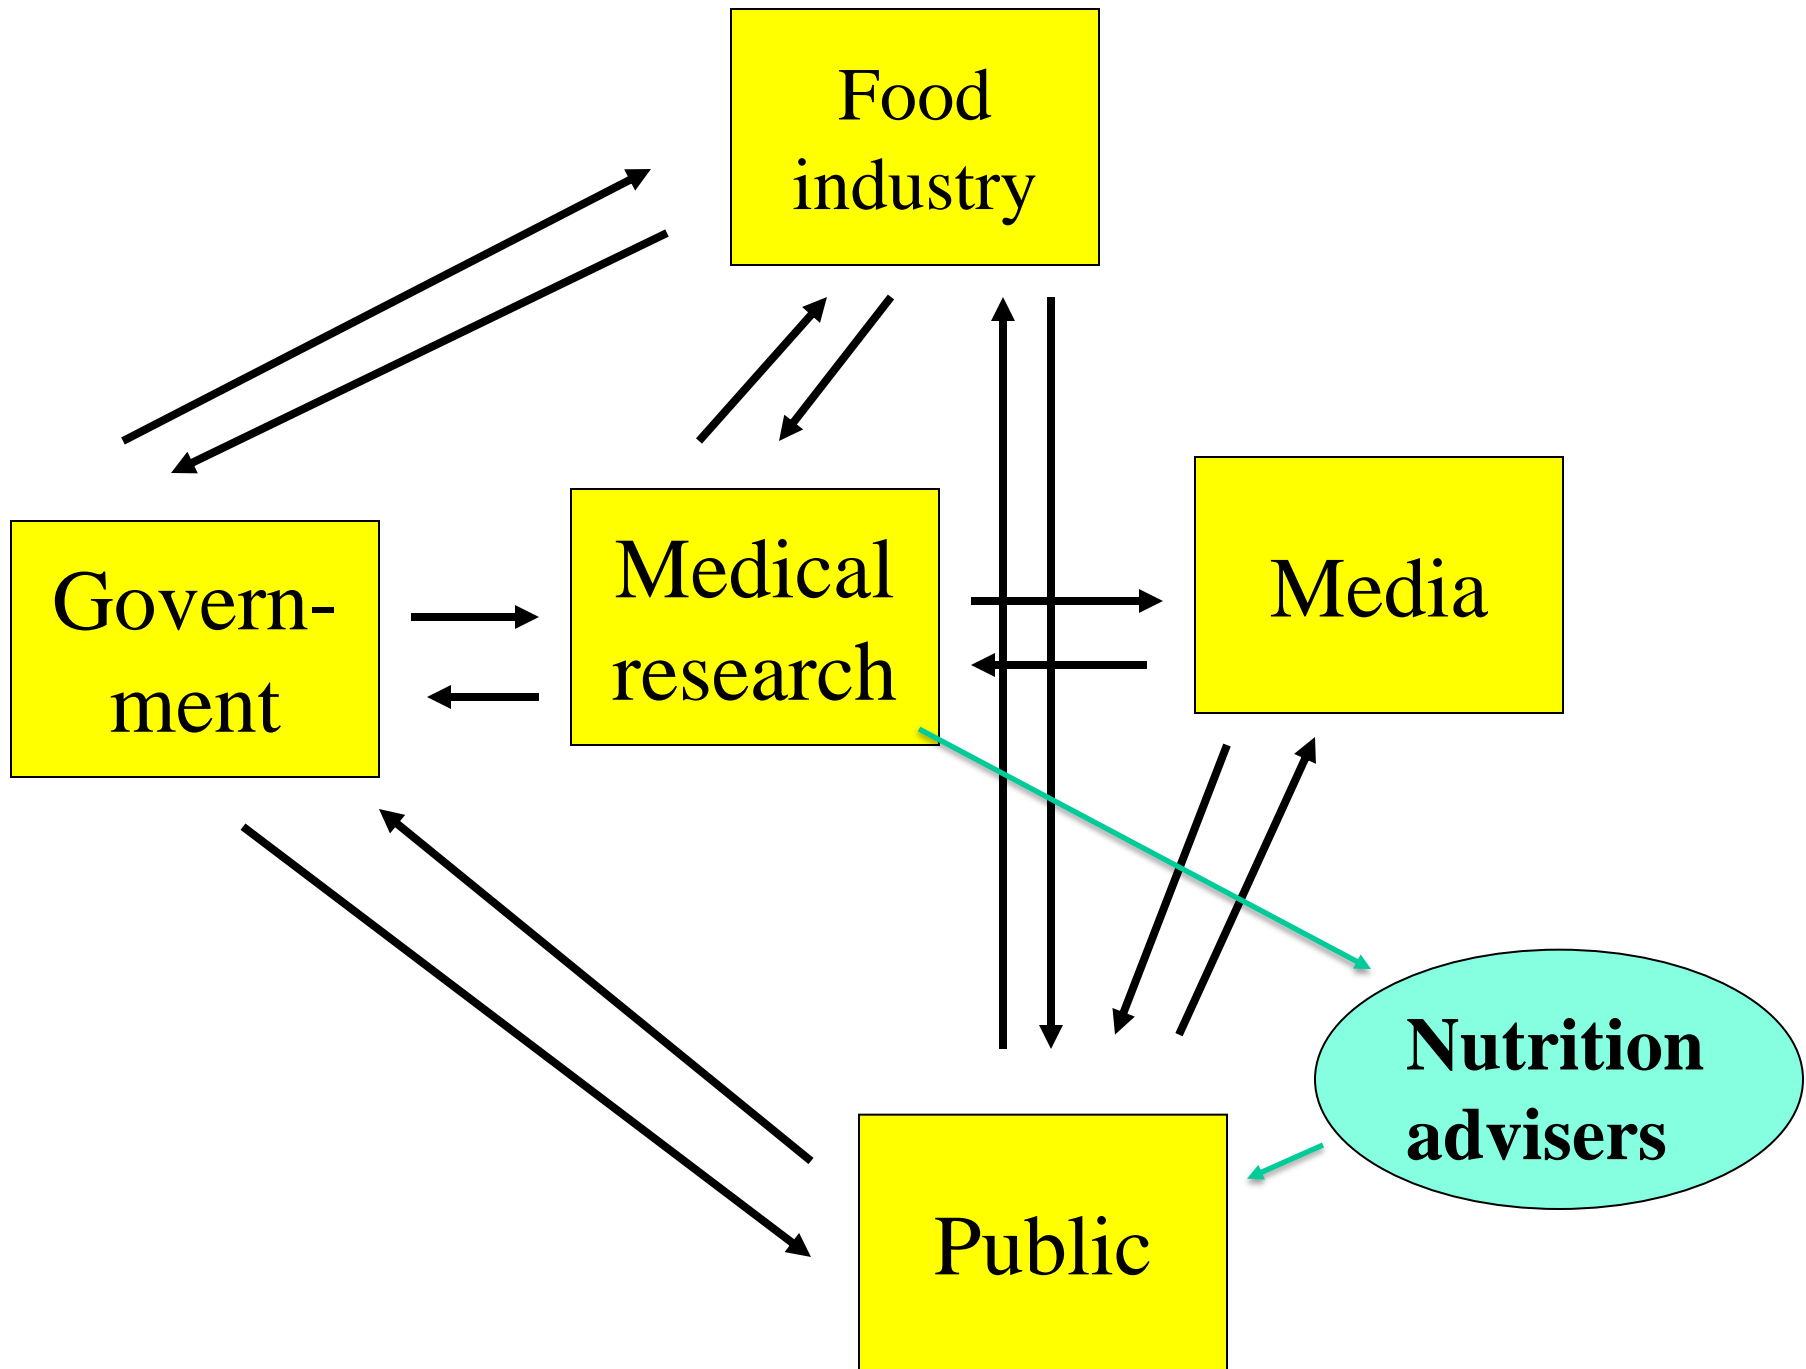 Food
industry
Govern-
ment
Medical
research
Media
Nutrition
advisers
Public